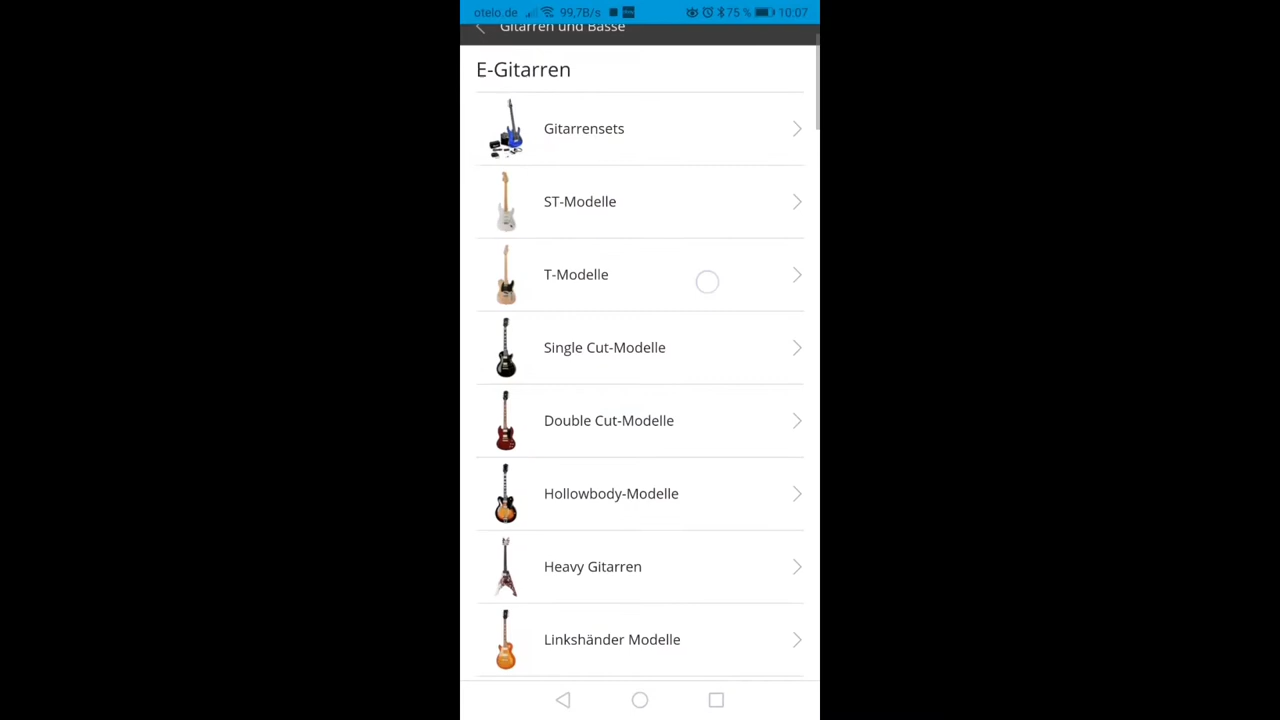 otelo.de 99,7B/s 75 % 10:07
Gitarren und Bässe
E-Gitarren
Gitarrensets
ST-Modelle
T-Modelle
Single Cut-Modelle
Double Cut-Modelle
Hollowbody-Modelle
Heavy Gitarren
Linkshänder Modelle